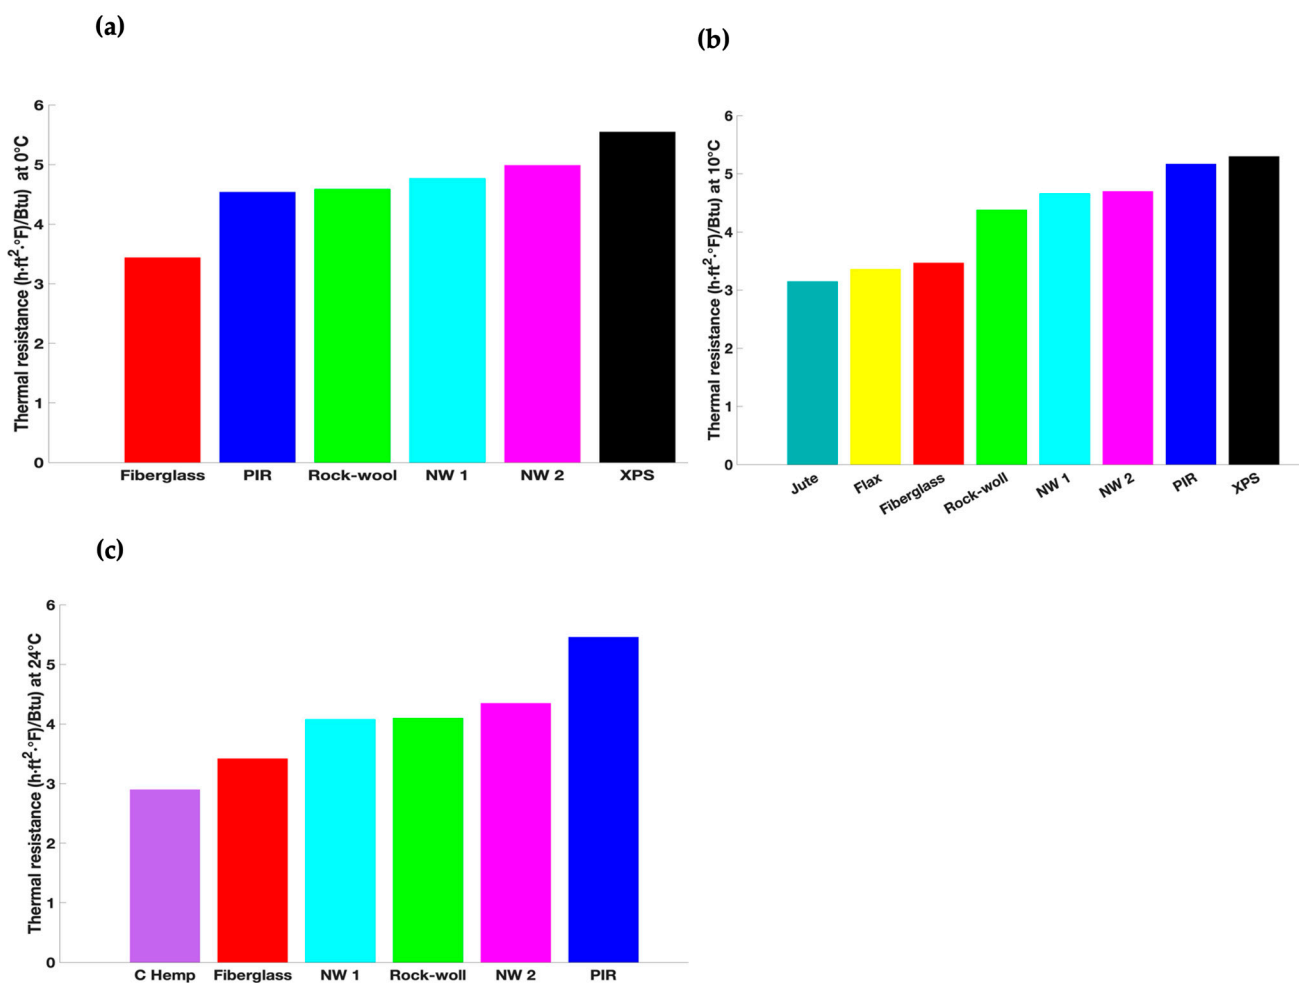 (a)
Thermal resistance (h·ft²·°F)/Btu) at 0°C
6
5
4
3
2
1
0
Fiberglass PIR Rock-wool NW 1 NW 2 XPS
(b)
Thermal resistance (h·ft²·°F)/Btu) at 10°C
6
5
4
3
2
1
0
Jute Flax Fiberglass Rock-woll NW 1 NW 2 PIR XPS
(c)
Thermal resistance (h·ft²·°F)/Btu) at 24°C
6
5
4
3
2
1
0
C Hemp Fiberglass NW 1 Rock-woll NW 2 PIR